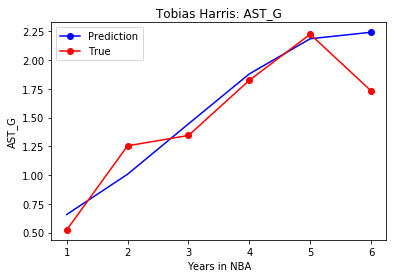 Tobias Harris: AST_G
Prediction
True
2.25
2.00
1.75
1.50
1.25
1.00
0.75
0.50
AST_G
1 2 3 4 5 6
Years in NBA